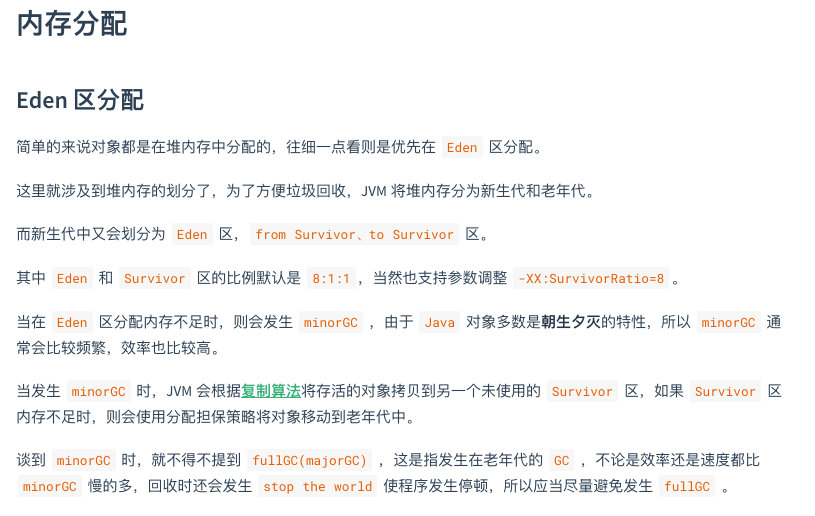 内存分配
Eden 区分配
简单的来说对象都是在堆内存中分配的，往细一点看则是优先在 Eden 区分配。
这里就涉及到堆内存的划分了，为了方便垃圾回收，JVM 将堆内存分为新生代和老年代。
而新生代中又会划分为 Eden 区，from Survivor、to Survivor 区。
其中 Eden 和 Survivor 区的比例默认是 8:1:1，当然也支持参数调整 -XX:SurvivorRatio=8。
当在 Eden 区分配内存不足时，则会发生 minorGC ，由于 Java 对象多数是朝生夕灭的特性，所以 minorGC 通
常会比较频繁，效率也比较高。
当发生 minorGC 时，JVM 会根据复制算法将存活的对象拷贝到另一个未使用的 Survivor 区，如果 Survivor 区
内存不足时，则会使用分配担保策略将对象移动到老年代中。
谈到 minorGC 时，就不得不提到 fullGC(majorGC) ，这是指发生在老年代的 GC ，不论是效率还是速度都比
minorGC 慢的多，回收时还会发生 stop the world 使程序发生停顿，所以应当尽量避免发生 fullGC 。